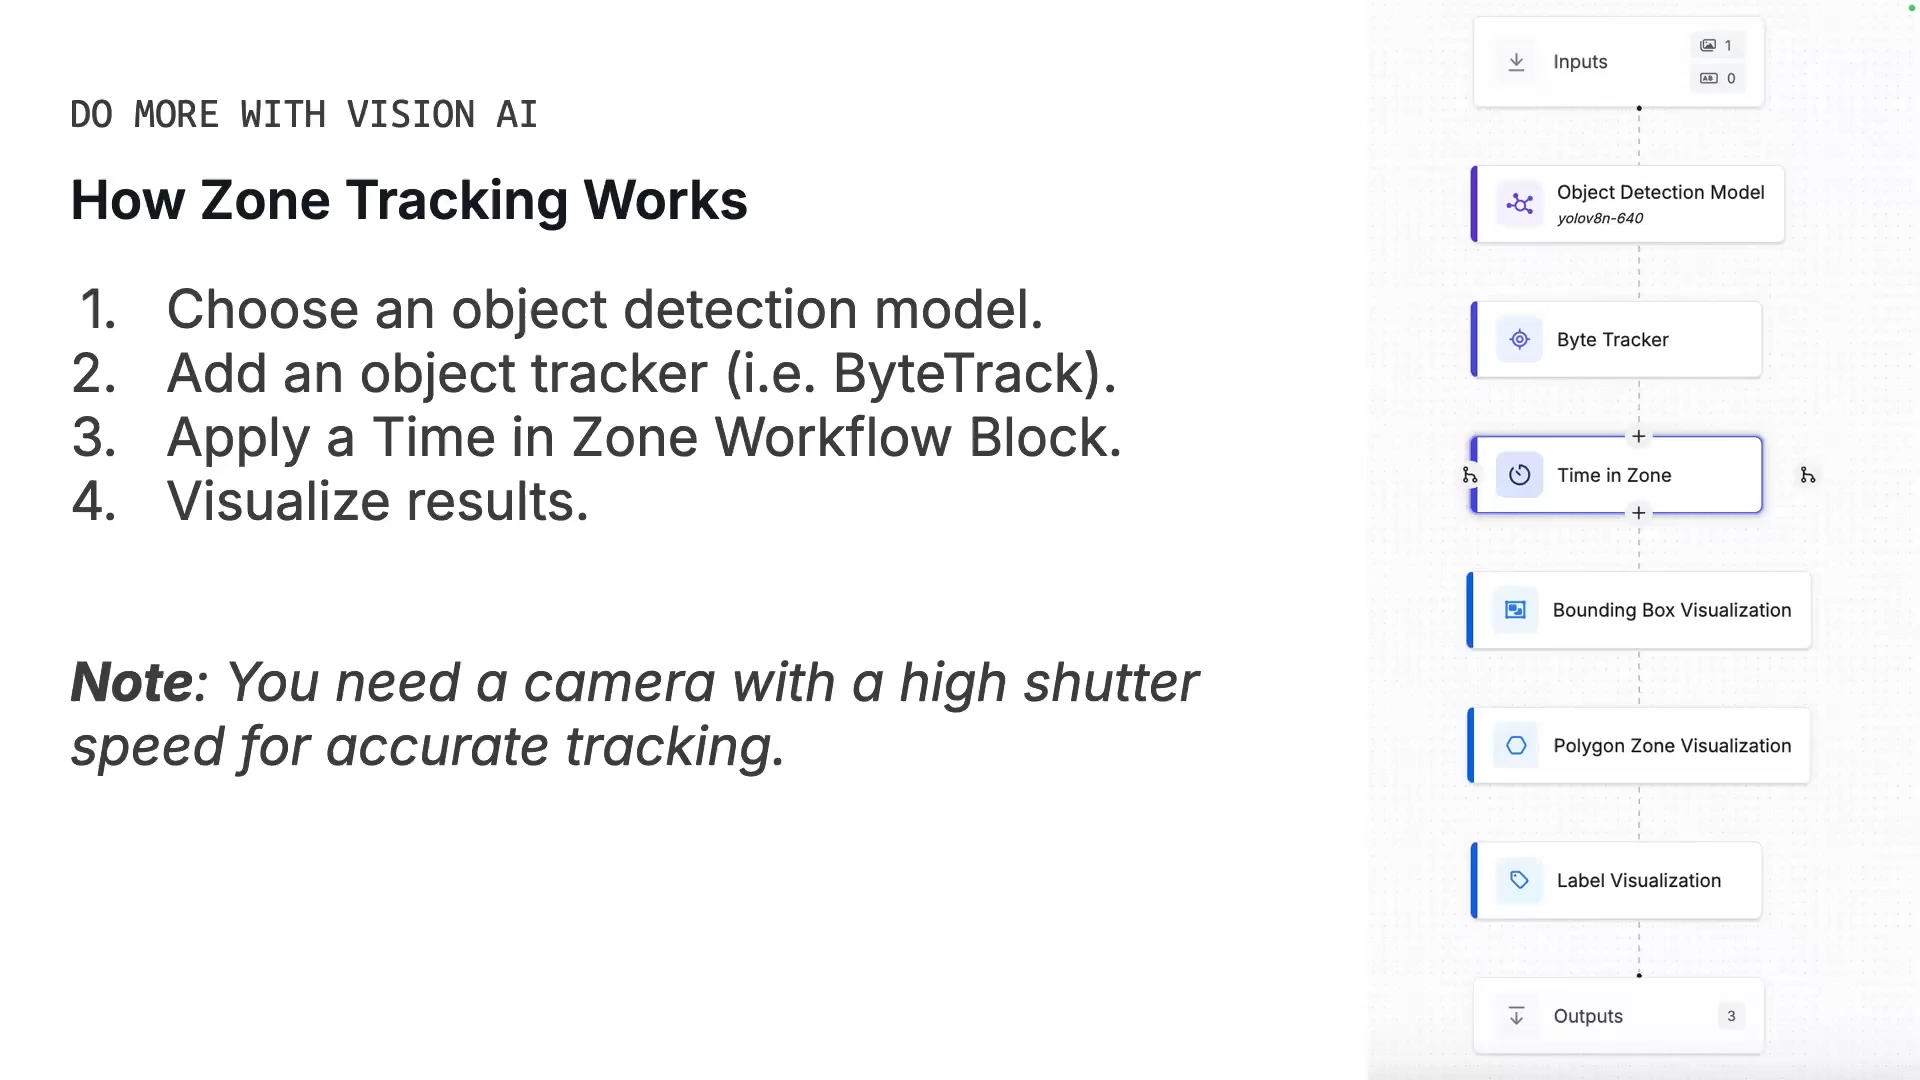 DO MORE WITH VISION AI
How Zone Tracking Works
1. Choose an object detection model.
2. Add an object tracker (i.e. ByteTrack).
3. Apply a Time in Zone Workflow Block.
4. Visualize results.
Note: You need a camera with a high shutter
speed for accurate tracking.
Inputs
1
AB 0
Object Detection Model
yolov8n-640
Byte Tracker
Time in Zone
Bounding Box Visualization
Polygon Zone Visualization
Label Visualization
Outputs 3